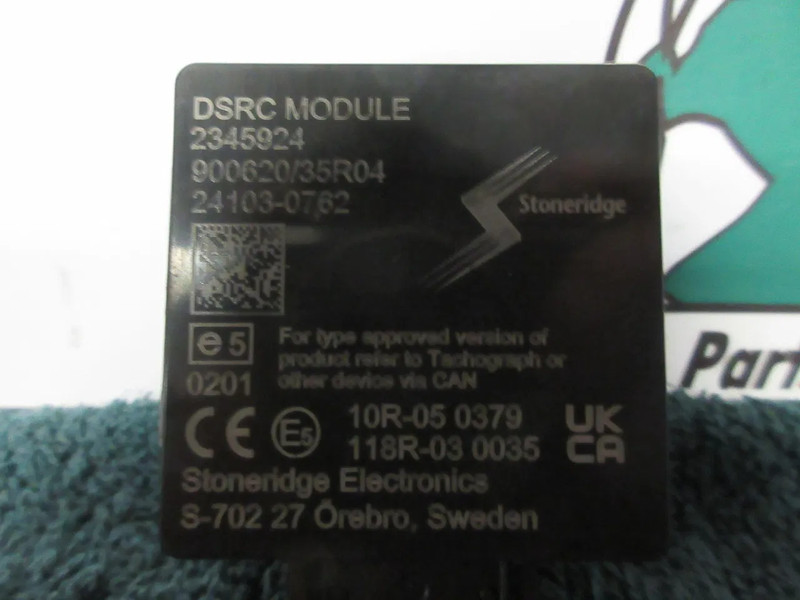 DSRC MODULE
2345924
900620/35R04
24103-0762
Stoneridge
e5
0201
For type approved version of
product refer to Tachograph or
other device via CAN
CE
E5
10R-05 0379
118R-03 0035
UK
CA
Stoneridge Electronics
S-702 27 Örebro, Sweden
Part